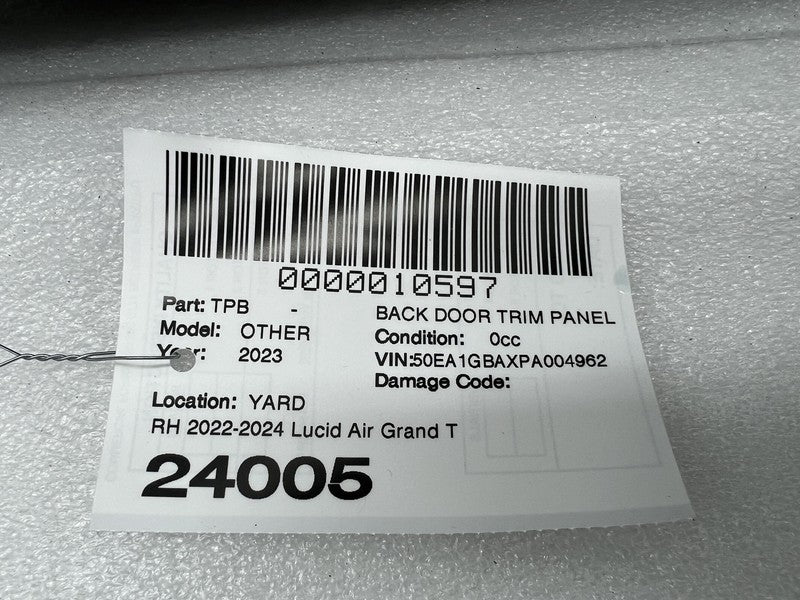 0000010597
Part: TPB - BACK DOOR TRIM PANEL
Model: OTHER Condition: 0cc
Year: 2023 VIN:50EA1GBAXPA004962
Damage Code:
Location: YARD
RH 2022-2024 Lucid Air Grand T
24005